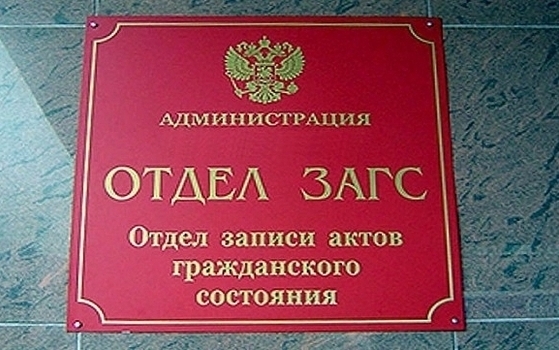 АДМИНИСТРАЦИЯ
ОТДЕЛ ЗАГС
Отдел записи актов
гражданского
состояния